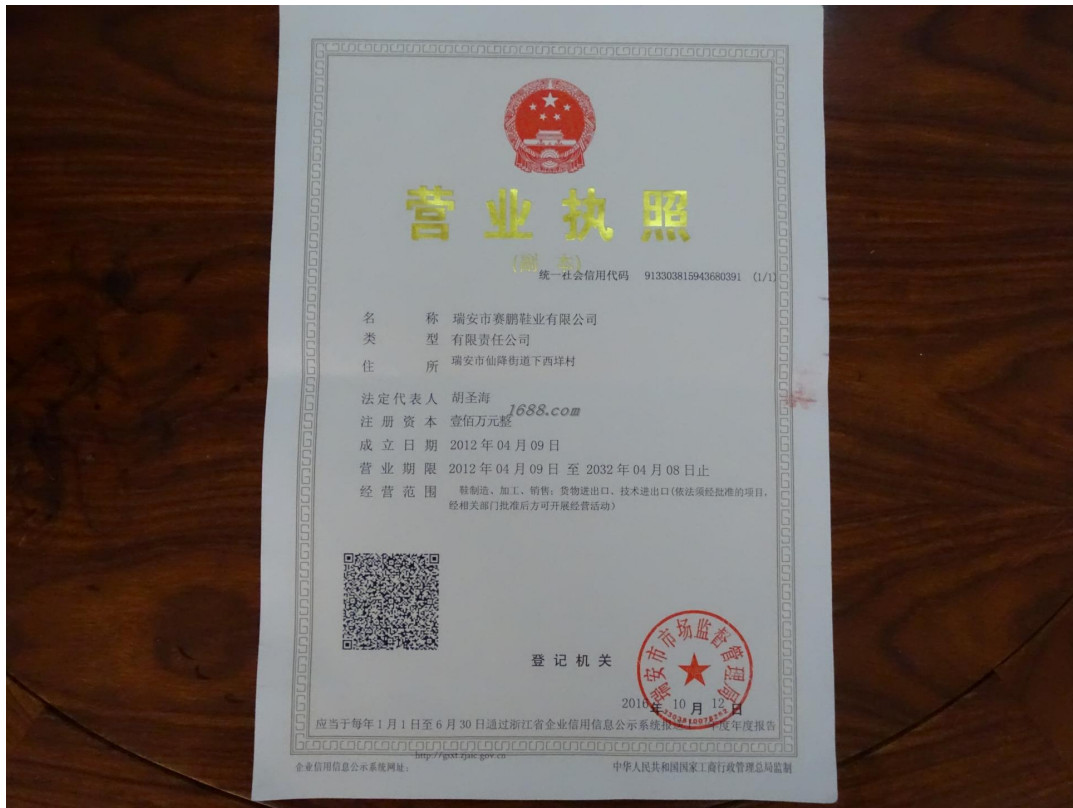 营业执照
(副本)
统一社会信用代码 913303815943680391 (1/1)
名称 瑞安市赛鹏鞋业有限公司
类型 有限责任公司
住所 瑞安市仙降街道下西垟村
法定代表人 胡圣海
1688.com
注册资本 壹佰万元整
成立日期 2012年04月09日
营业期限 2012年04月09日至2032年04月08日止
经营范围 鞋制造、加工、销售；货物进出口、技术进出口(依法须经批准的项目，
经相关部门批准后方可开展经营活动)
瑞安市市场监督管理局
登记机关
2016年10月12日
应当于每年1月1日至6月30日通过浙江省企业信用信息公示系统报送 年度年度报告
http://gsxt.zjaic.gov.cn
企业信用信息公示系统网址：
中华人民共和国国家工商行政管理总局监制